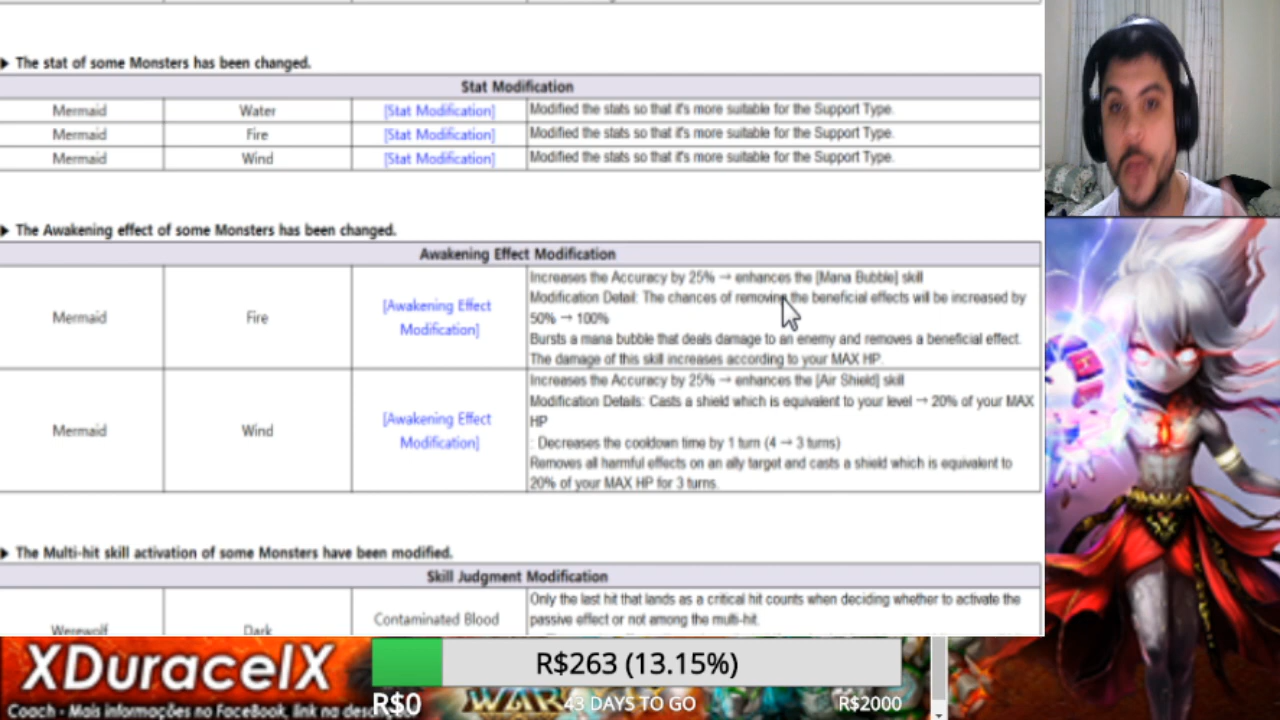 The stat of some Monsters has been changed.
Stat Modification
Mermaid Water [Stat Modification] Modified the stats so that it's more suitable for the Support Type.
Mermaid Fire [Stat Modification] Modified the stats so that it's more suitable for the Support Type.
Mermaid Wind [Stat Modification] Modified the stats so that it's more suitable for the Support Type.
The Awakening effect of some Monsters has been changed.
Awakening Effect Modification
Mermaid
Fire
[Awakening Effect
Modification]
Increases the Accuracy by 25% → enhances the [Mana Bubble] skill
Modification Detail: The chances of removing the beneficial effects will be increased by
50% → 100%
Bursts a mana bubble that deals damage to an enemy and removes a beneficial effect.
The damage of this skill increases according to your MAX HP.
Mermaid
Wind
[Awakening Effect
Modification]
Increases the Accuracy by 25% → enhances the [Air Shield] skill
Modification Details: Casts a shield which is equivalent to your level → 20% of your MAX
HP
: Decreases the cooldown time by 1 turn (4 → 3 turns)
Removes all harmful effects on an ally target and casts a shield which is equivalent to
20% of your MAX HP for 3 turns.
The Multi-hit skill activation of some Monsters have been modified.
Skill Judgment Modification
Werewolf
Dark
Contaminated Blood
Only the last hit that lands as a critical hit counts when deciding whether to activate the
passive effect or not among the multi-hit.
XDuracelX
Coach - Mais informações no FaceBook, link na
R$263 (13.15%)
R$0 43 DAYS TO GO R$2000
WAR